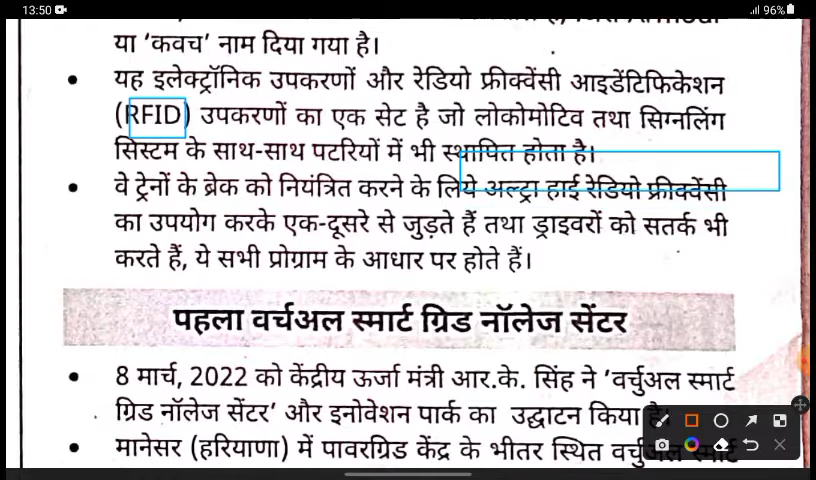 13:50
96%
या ‘कवच’ नाम दिया गया है।
• यह इलेक्ट्रॉनिक उपकरणों और रेडियो फ्रीक्वेंसी आइडेंटिफिकेशन
(RFID) उपकरणों का एक सेट है जो लोकोमोटिव तथा सिग्नलिंग
सिस्टम के साथ-साथ पटरियों में भी स्थापित होता है।
• वे ट्रेनों के ब्रेक को नियंत्रित करने के लिये अल्ट्रा हाई रेडियो फ्रीक्वेंसी
का उपयोग करके एक-दूसरे से जुड़ते हैं तथा ड्राइवरों को सतर्क भी
करते हैं, ये सभी प्रोग्राम के आधार पर होते हैं।
पहला वर्चअल स्मार्ट ग्रिड नॉलेज सेंटर
• 8 मार्च, 2022 को केंद्रीय ऊर्जा मंत्री आर.के. सिंह ने ’वर्चुअल स्मार्ट
ग्रिड नॉलेज सेंटर’ और इनोवेशन पार्क का उद्घाटन किया है।
• मानेसर (हरियाणा) में पावरग्रिड केंद्र के भीतर स्थित वर्चुअल स्मार्ट